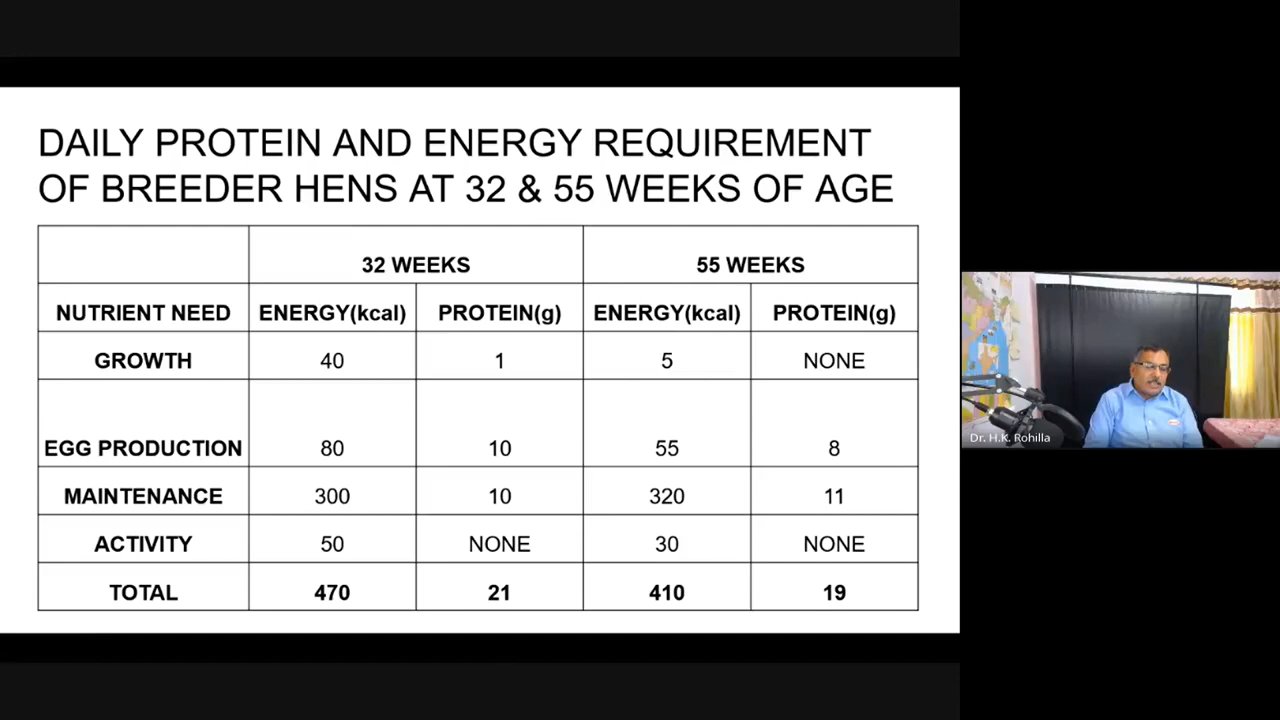 DAILY PROTEIN AND ENERGY REQUIREMENT
OF BREEDER HENS AT 32 & 55 WEEKS OF AGE
32 WEEKS 55 WEEKS
NUTRIENT NEED ENERGY(kcal) PROTEIN(g) ENERGY(kcal) PROTEIN(g)
GROWTH 40 1 5 NONE
EGG PRODUCTION 80 10 55 8
MAINTENANCE 300 10 320 11
ACTIVITY 50 NONE 30 NONE
TOTAL 470 21 410 19
Dr. H.K. Rohilla